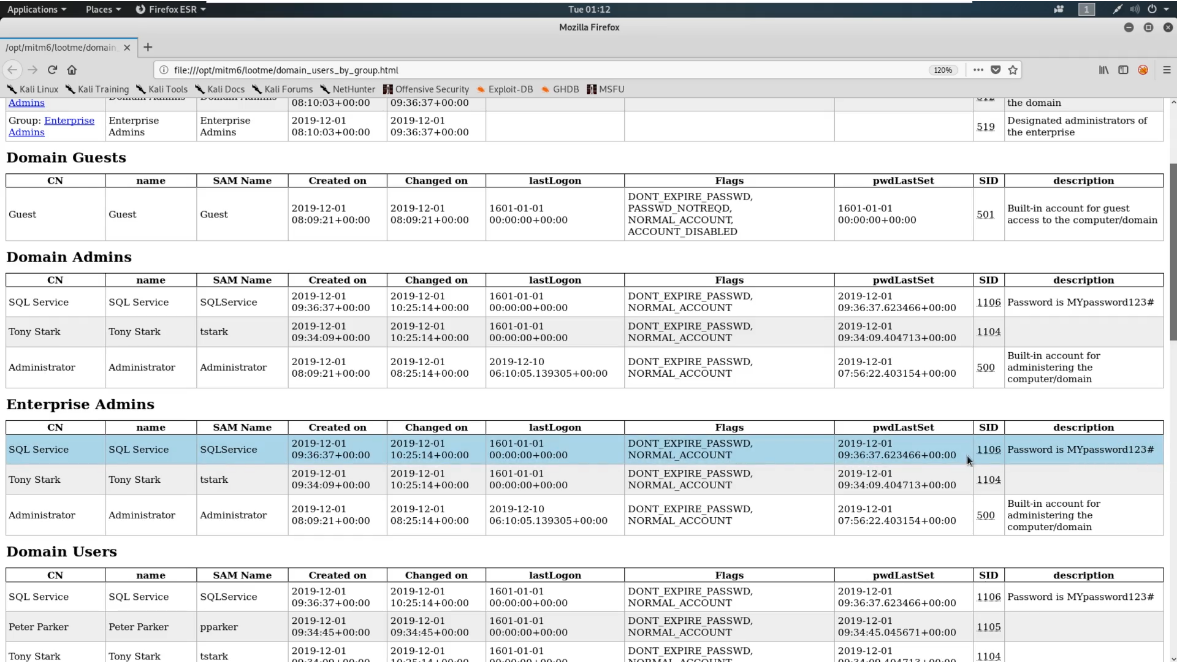 Applications Places Firefox ESR Tue 01:12 1
Mozilla Firefox
/opt/mitm6/lootme/domain
file:///opt/mitm6/lootme/domain_users_by_group.html 120%
Kali Linux Kali Training Kali Tools Kali Docs Kali Forums NetHunter Offensive Security Exploit-DB GHDB MSFU
Admins 08:10:03+00:00 09:36:37+00:00 the domain
Group: Enterprise Enterprise Enterprise 2019-12-01 2019-12-01 519 Designated administrators of
Admins Admins Admins 08:10:03+00:00 09:36:37+00:00 the enterprise
Domain Guests
CN name SAM Name Created on Changed on lastLogon Flags pwdLastSet SID description
Guest Guest Guest 2019-12-01 08:09:21+00:00 2019-12-01 08:09:21+00:00 1601-01-01 00:00:00+00:00 DONT_EXPIRE_PASSWD, PASSWD_NOTREQD, NORMAL_ACCOUNT, ACCOUNT_DISABLED 1601-01-01 00:00:00+00:00 501 Built-in account for guest access to the computer/domain
Domain Admins
CN name SAM Name Created on Changed on lastLogon Flags pwdLastSet SID description
SQL Service SQL Service SQLService 2019-12-01 09:36:37+00:00 2019-12-01 10:25:14+00:00 1601-01-01 00:00:00+00:00 DONT_EXPIRE_PASSWD, NORMAL_ACCOUNT 2019-12-01 09:36:37.623466+00:00 1106 Password is MYpassword123#
Tony Stark Tony Stark tstark 2019-12-01 09:34:09+00:00 2019-12-01 10:25:14+00:00 1601-01-01 00:00:00+00:00 DONT_EXPIRE_PASSWD, NORMAL_ACCOUNT 2019-12-01 09:34:09.404713+00:00 1104
Administrator Administrator Administrator 2019-12-01 08:09:21+00:00 2019-12-01 08:25:14+00:00 2019-12-10 06:10:05.139305+00:00 DONT_EXPIRE_PASSWD, NORMAL_ACCOUNT 2019-12-01 07:56:22.403154+00:00 500 Built-in account for administering the computer/domain
Enterprise Admins
CN name SAM Name Created on Changed on lastLogon Flags pwdLastSet SID description
SQL Service SQL Service SQLService 2019-12-01 09:36:37+00:00 2019-12-01 10:25:14+00:00 1601-01-01 00:00:00+00:00 DONT_EXPIRE_PASSWD, NORMAL_ACCOUNT 2019-12-01 09:36:37.623466+00:00 1106 Password is MYpassword123#
Tony Stark Tony Stark tstark 2019-12-01 09:34:09+00:00 2019-12-01 10:25:14+00:00 1601-01-01 00:00:00+00:00 DONT_EXPIRE_PASSWD, NORMAL_ACCOUNT 2019-12-01 09:34:09.404713+00:00 1104
Administrator Administrator Administrator 2019-12-01 08:09:21+00:00 2019-12-01 08:25:14+00:00 2019-12-10 06:10:05.139305+00:00 DONT_EXPIRE_PASSWD, NORMAL_ACCOUNT 2019-12-01 07:56:22.403154+00:00 500 Built-in account for administering the computer/domain
Domain Users
CN name SAM Name Created on Changed on lastLogon Flags pwdLastSet SID description
SQL Service SQL Service SQLService 2019-12-01 09:36:37+00:00 2019-12-01 10:25:14+00:00 1601-01-01 00:00:00+00:00 DONT_EXPIRE_PASSWD, NORMAL_ACCOUNT 2019-12-01 09:36:37.623466+00:00 1106 Password is MYpassword123#
Peter Parker Peter Parker pparker 2019-12-01 09:34:45+00:00 2019-12-01 09:34:45+00:00 1601-01-01 00:00:00+00:00 DONT_EXPIRE_PASSWD, NORMAL_ACCOUNT 2019-12-01 09:34:45.045671+00:00 1105
Tony Stark Tony Stark tstark 2019-12-01 2019-12-01 1601-01-01 DONT_EXPIRE_PASSWD, 2019-12-01 1104